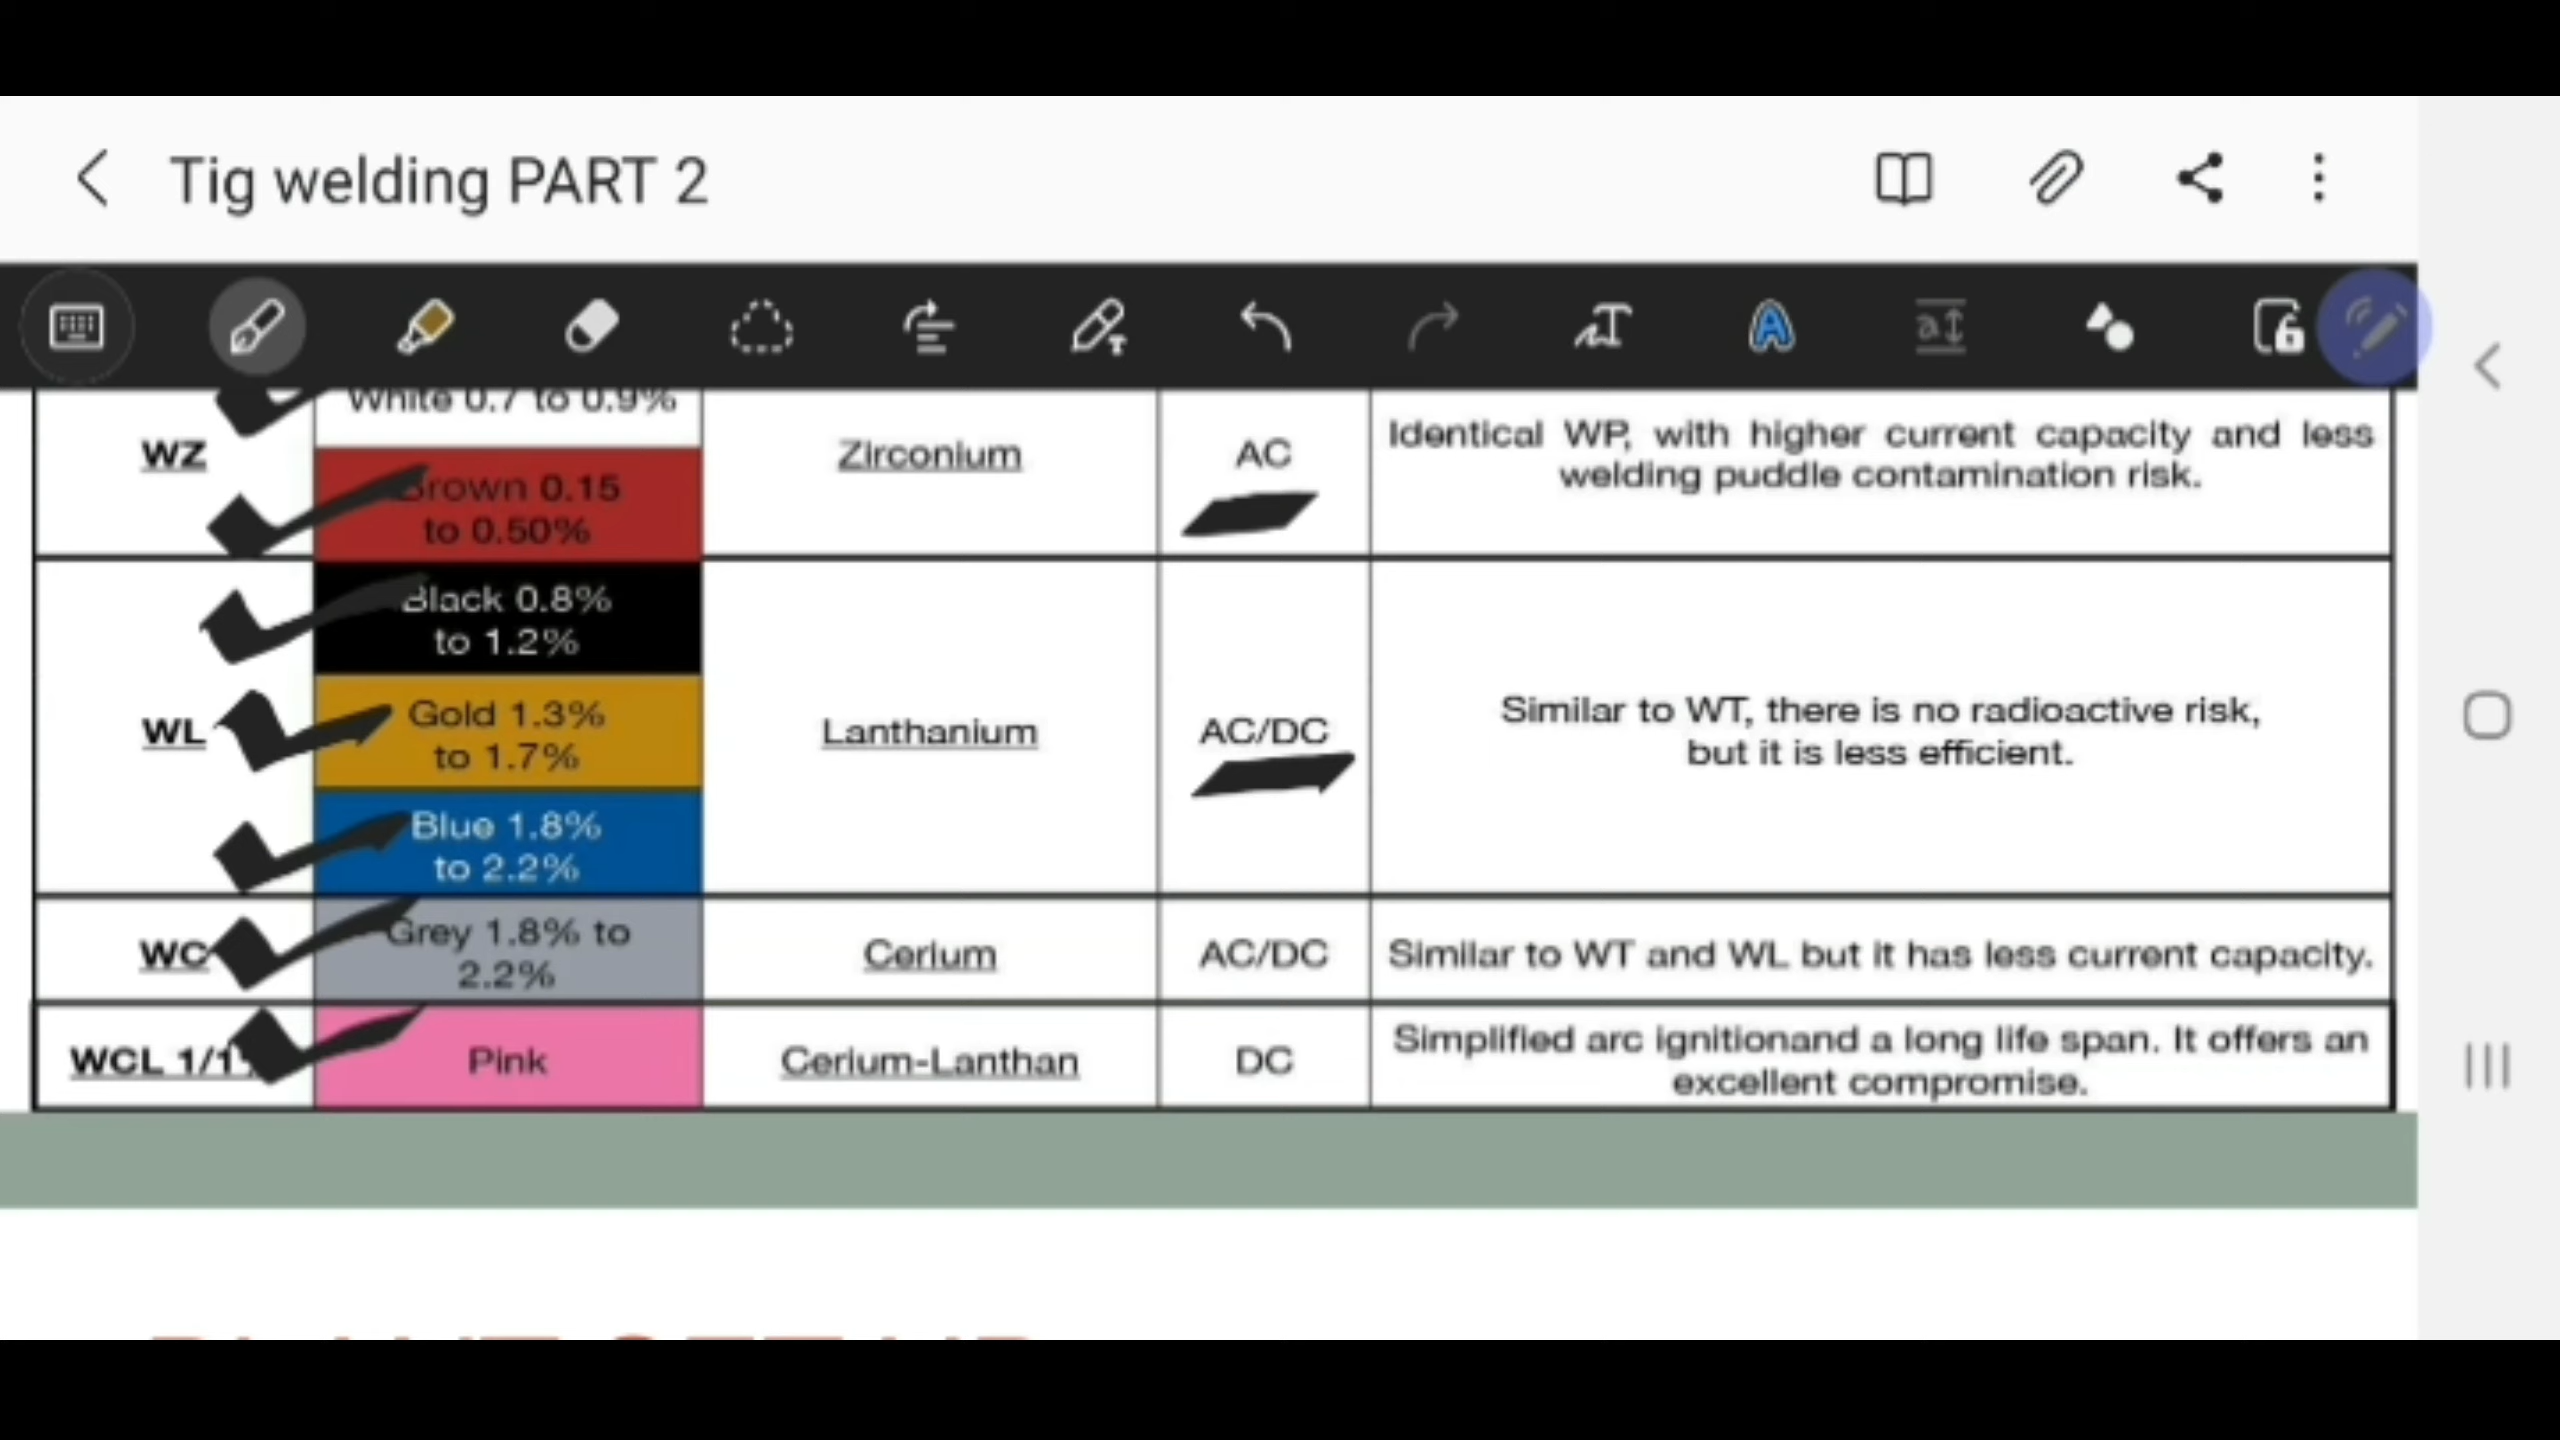 Tig welding PART 2
White 0.7 to 0.9%
WZ
Brown 0.15
to 0.50%
Zirconium
AC
Identical WP, with higher current capacity and less
welding puddle contamination risk.
Black 0.8%
to 1.2%
WL
Gold 1.3%
to 1.7%
Blue 1.8%
to 2.2%
Lanthanium
AC/DC
Similar to WT, there is no radioactive risk,
but it is less efficient.
WC
Grey 1.8% to
2.2%
Cerium
AC/DC
Similar to WT and WL but it has less current capacity.
WCL 1/1
Pink
Cerium-Lanthan
DC
Simplified arc ignitionand a long life span. It offers an
excellent compromise.